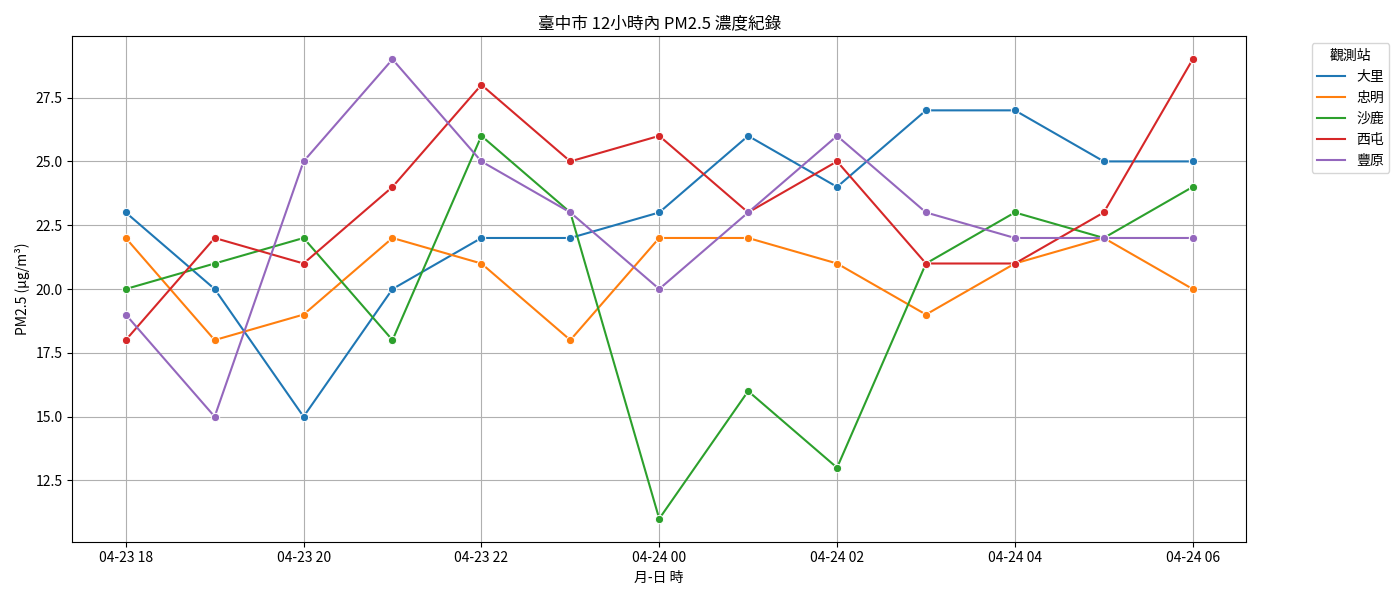 臺中市 12小時內 PM2.5 濃度紀錄
觀測站
大里
忠明
沙鹿
西屯
豐原
PM2.5 (μg/m³)
27.5
25.0
22.5
20.0
17.5
15.0
12.5
04-23 18
04-23 20
04-23 22
04-24 00
04-24 02
04-24 04
04-24 06
月-日 時